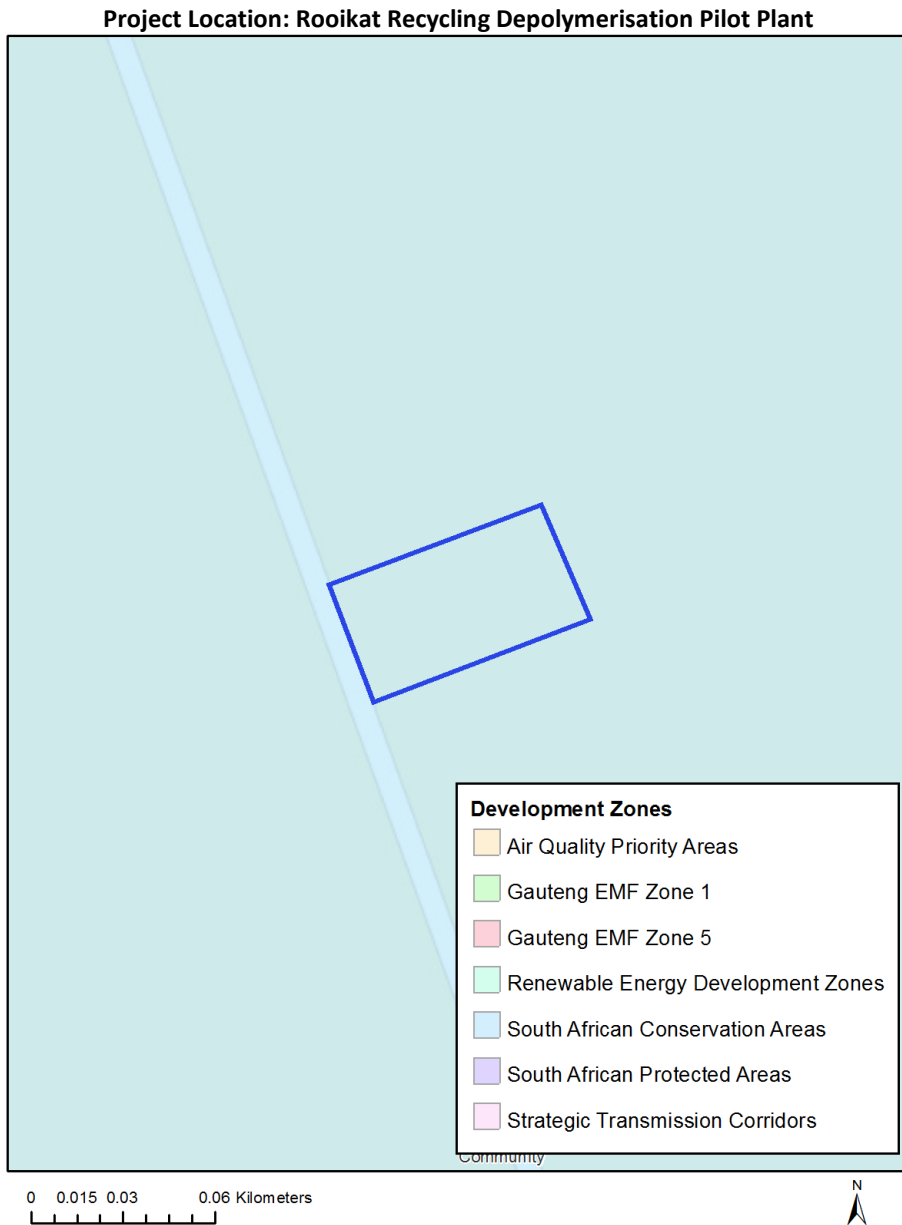 Project Location: Rooikat Recycling Depolymerisation Pilot Plant
Development Zones
Air Quality Priority Areas
Gauteng EMF Zone 1
Gauteng EMF Zone 5
Renewable Energy Development Zones
South African Conservation Areas
South African Protected Areas
Strategic Transmission Corridors
Community
0 0.015 0.03 0.06 Kilometers
N